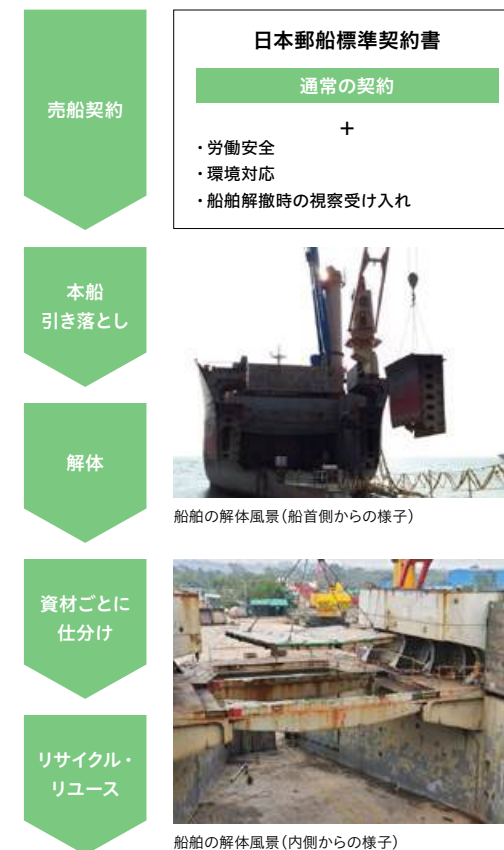 売船契約
日本郵船標準契約書
通常の契約
+
・労働安全
・環境対応
・船舶解撤時の視察受け入れ
本船
引き落とし
解体
船舶の解体風景(船首側からの様子)
資材ごとに
仕分け
リサイクル・
リユース
船舶の解体風景(内側からの様子)